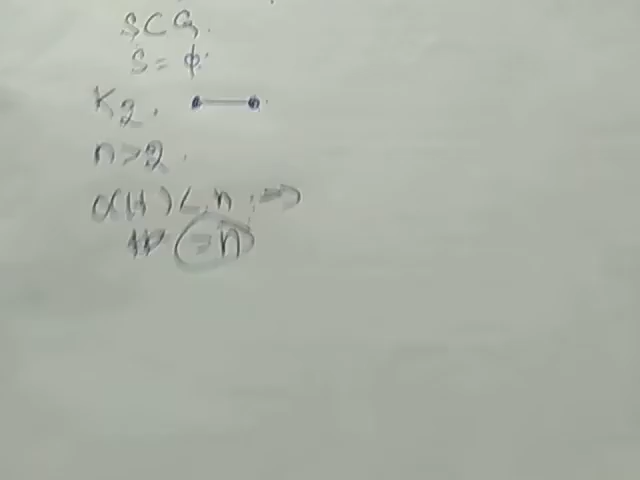 S ⊂ G.
S = ϕ.
K₂.
n > 2.
O(H) < n ⇒
= n